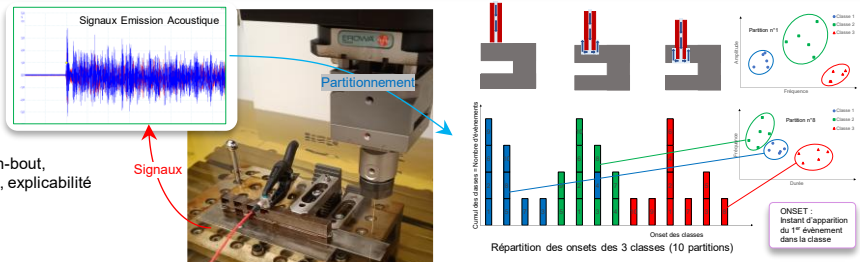 Signaux Emission Acoustique
EROWA
Partitionnement
n-bout,
, explicabilité
Signaux
Cumul des classes = Nombre d'événements
Onset des classes
Répartition des onsets des 3 classes (10 partitions)
Partition n°1
Classe 1
Classe 2
Classe 3
Amplitude
Fréquence
Partition n°8
Classe 1
Classe 2
Classe 3
Fréquence
Durée
ONSET :
Instant d'apparition
du 1er événement
dans la classe